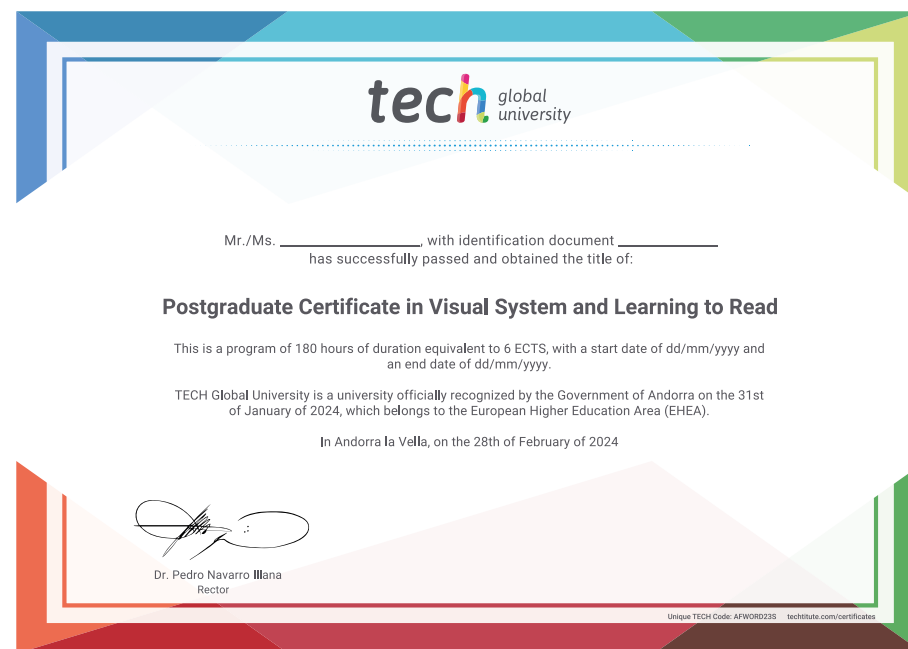 tech global university
Mr./Ms. ____________, with identification document ____________
has successfully passed and obtained the title of:
Postgraduate Certificate in Visual System and Learning to Read
This is a program of 180 hours of duration equivalent to 6 ECTS, with a start date of dd/mm/yyyy and
an end date of dd/mm/yyyy.
TECH Global University is a university officially recognized by the Government of Andorra on the 31st
of January of 2024, which belongs to the European Higher Education Area (EHEA).
In Andorra la Vella, on the 28th of February of 2024
Dr. Pedro Navarro Illana
Rector
Unique TECH Code: AFWORD23S techtitute.com/certificates